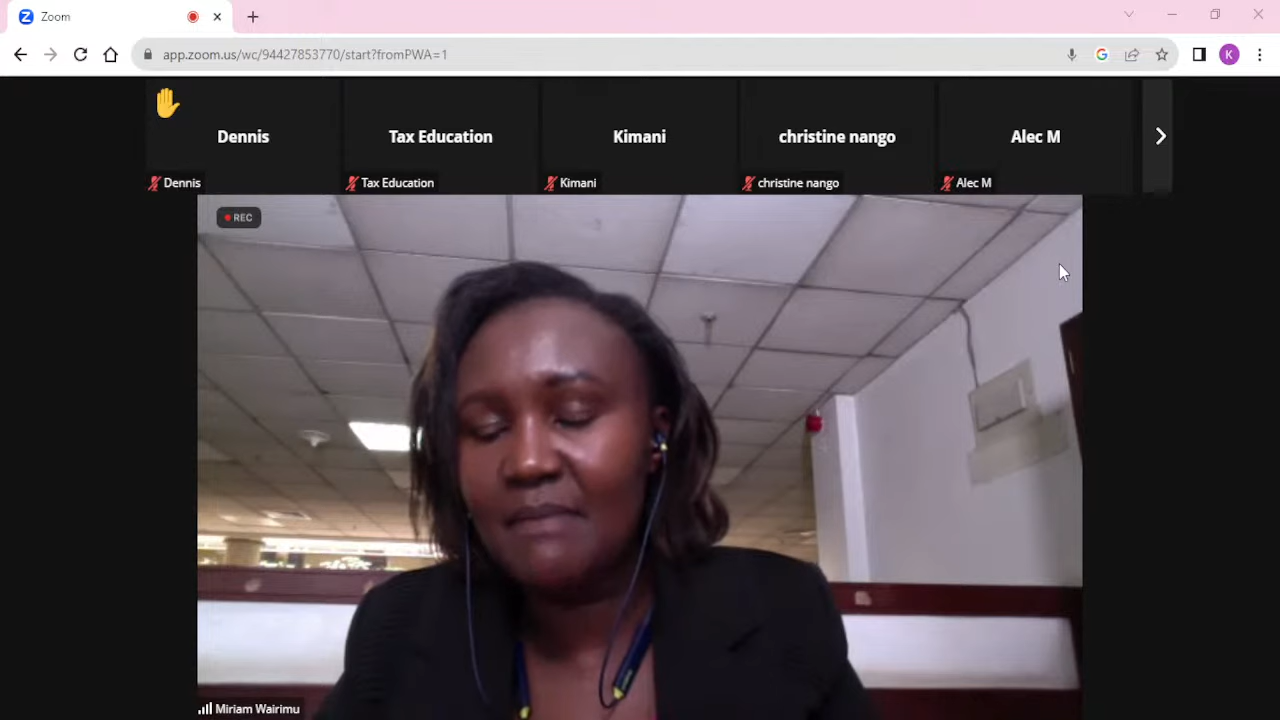 Zoom
app.zoom.us/wc/94427853770/start?fromPWA=1
K
Dennis
Tax Education
Kimani
christine nango
Alec M
Dennis
Tax Education
Kimani
christine nango
Alec M
REC
Miriam Wairimu